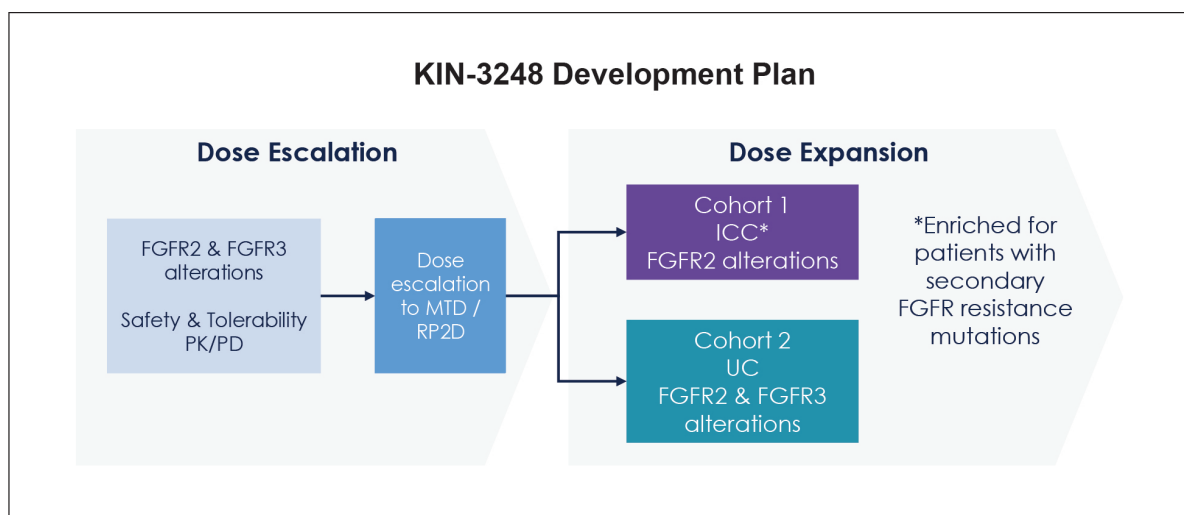 KIN-3248 Development Plan
Dose Escalation
FGFR2 & FGFR3
alterations
Safety & Tolerability
PK/PD
Dose
escalation
to MTD /
RP2D
Dose Expansion
Cohort 1
ICC*
FGFR2 alterations
Cohort 2
UC
FGFR2 & FGFR3
alterations
*Enriched for
patients with
secondary
FGFR resistance
mutations